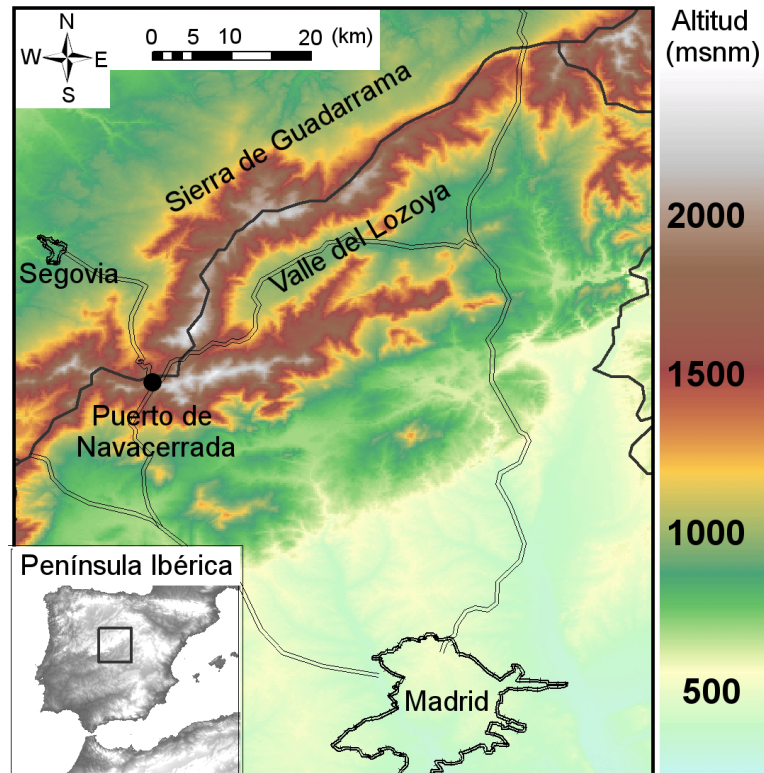 N
W E
S
0 5 10 20 (km)
Altitud
(msnm)
Sierra de Guadarrama
2000
Valle del Lozoya
Segovia
1500
Puerto de
Navacerrada
1000
Península Ibérica
500
Madrid